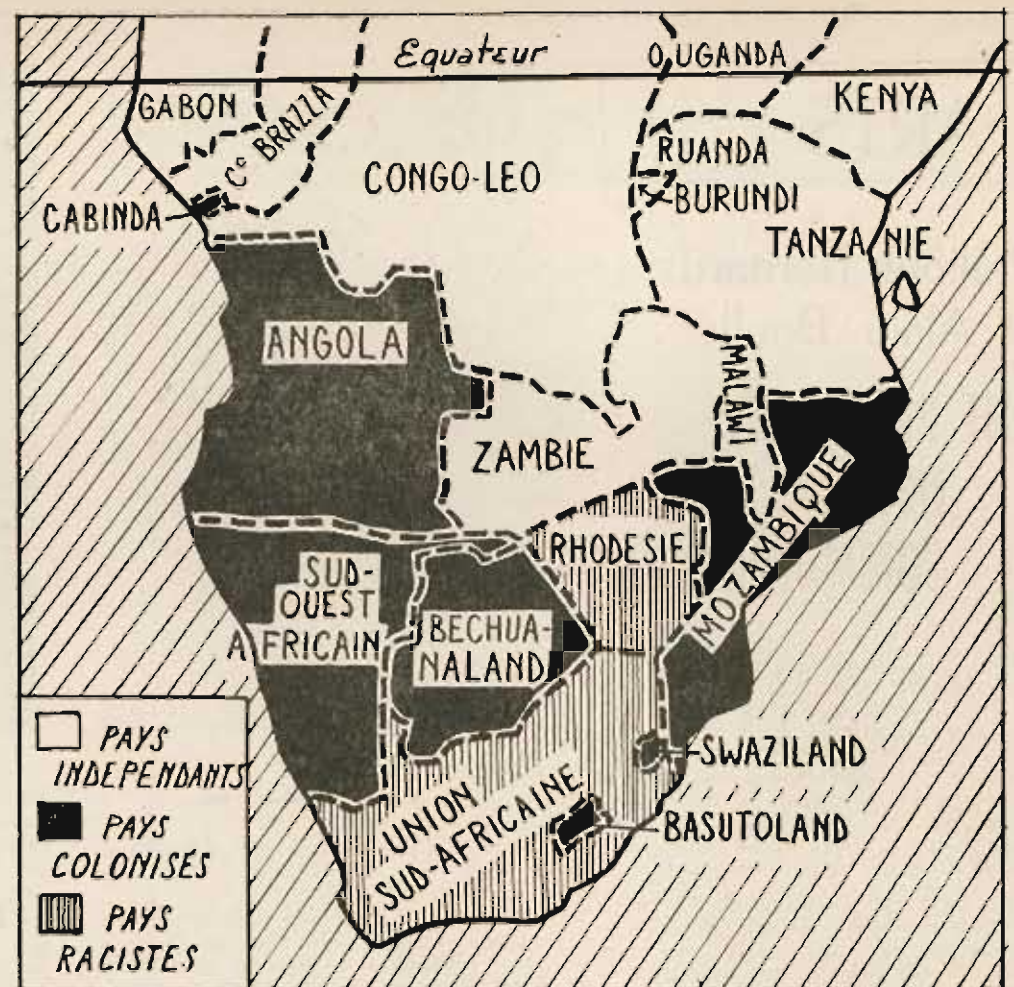 Equateur
OUGANDA
GABON
C° BRAZZA
KENYA
CONGO-LEO
RUANDA
BURUNDI
CABINDA
TANZANIE
ANGOLA
MALAWI
ZAMBIE
MOZAMBIQUE
RHODESIE
SUD-
OUEST
AFRICAIN
BECHUA-
NALAND
SWAZILAND
UNION
SUD-AFRICAINE
BASUTOLAND
PAYS
INDEPENDANTS
PAYS
COLONISÉS
PAYS
RACISTES